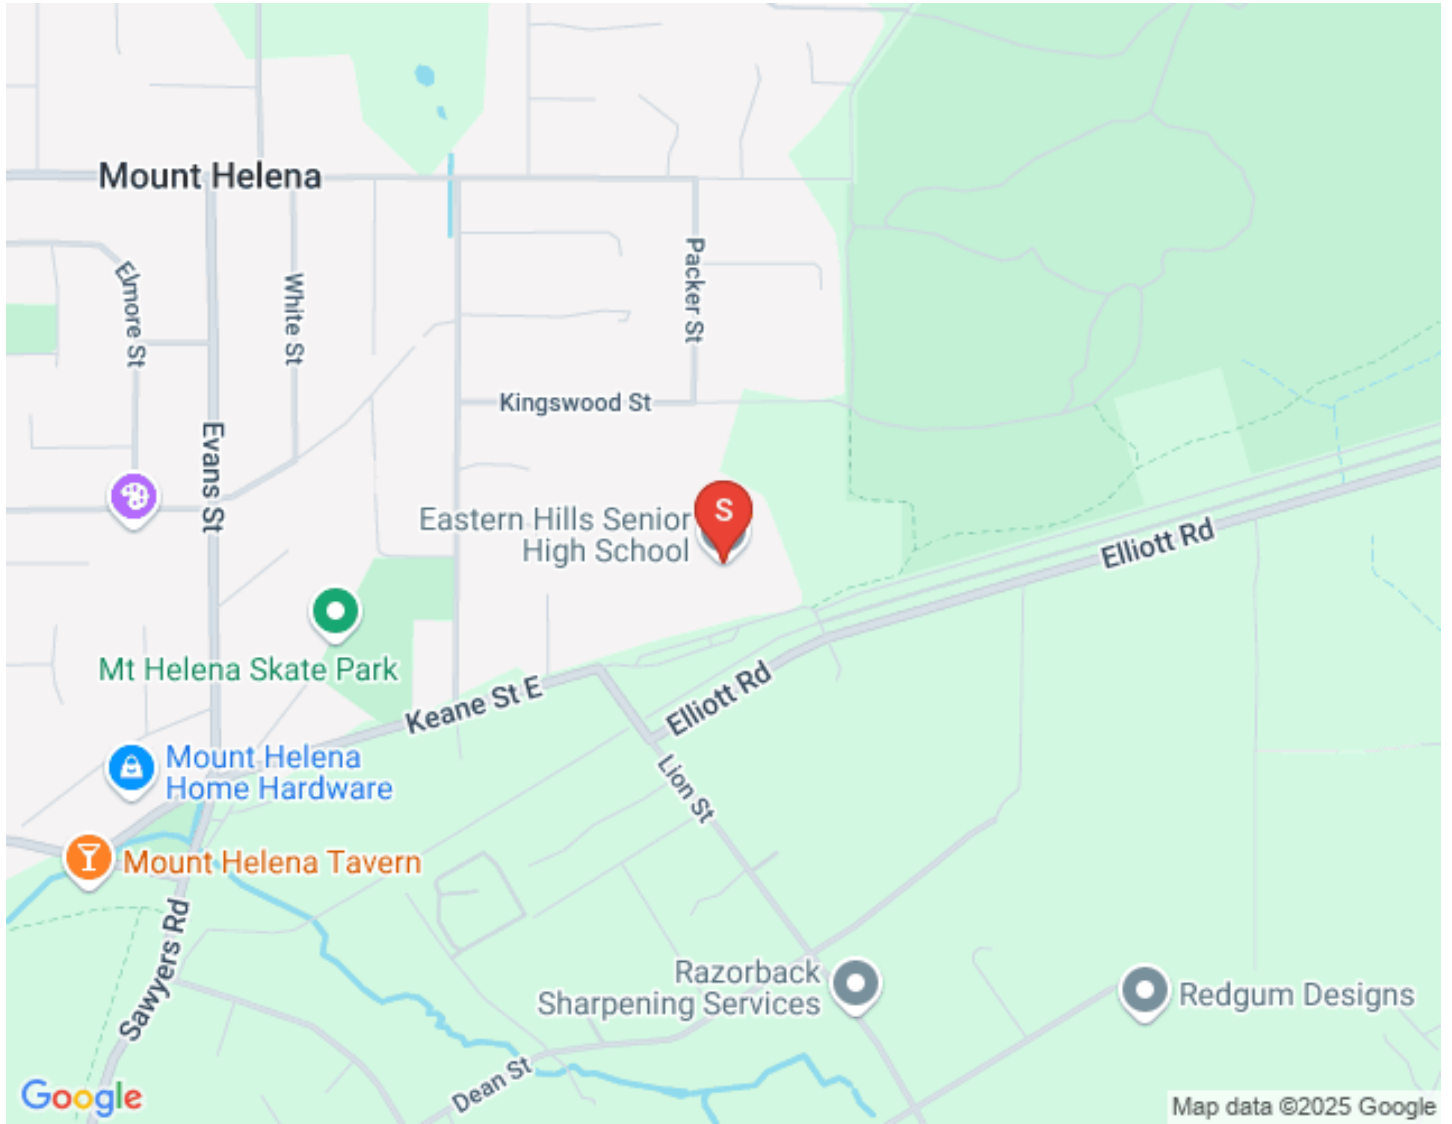 Mount Helena
Elmore St
White St
Packer St
Kingswood St
Evans St
Eastern Hills Senior
High School
S
Elliott Rd
Mt Helena Skate Park
Keane St E
Elliott Rd
Mount Helena
Home Hardware
Lion St
Mount Helena Tavern
Sawyers Rd
Razorback
Sharpening Services
Redgum Designs
Dean St
Google
Map data ©2025 Google